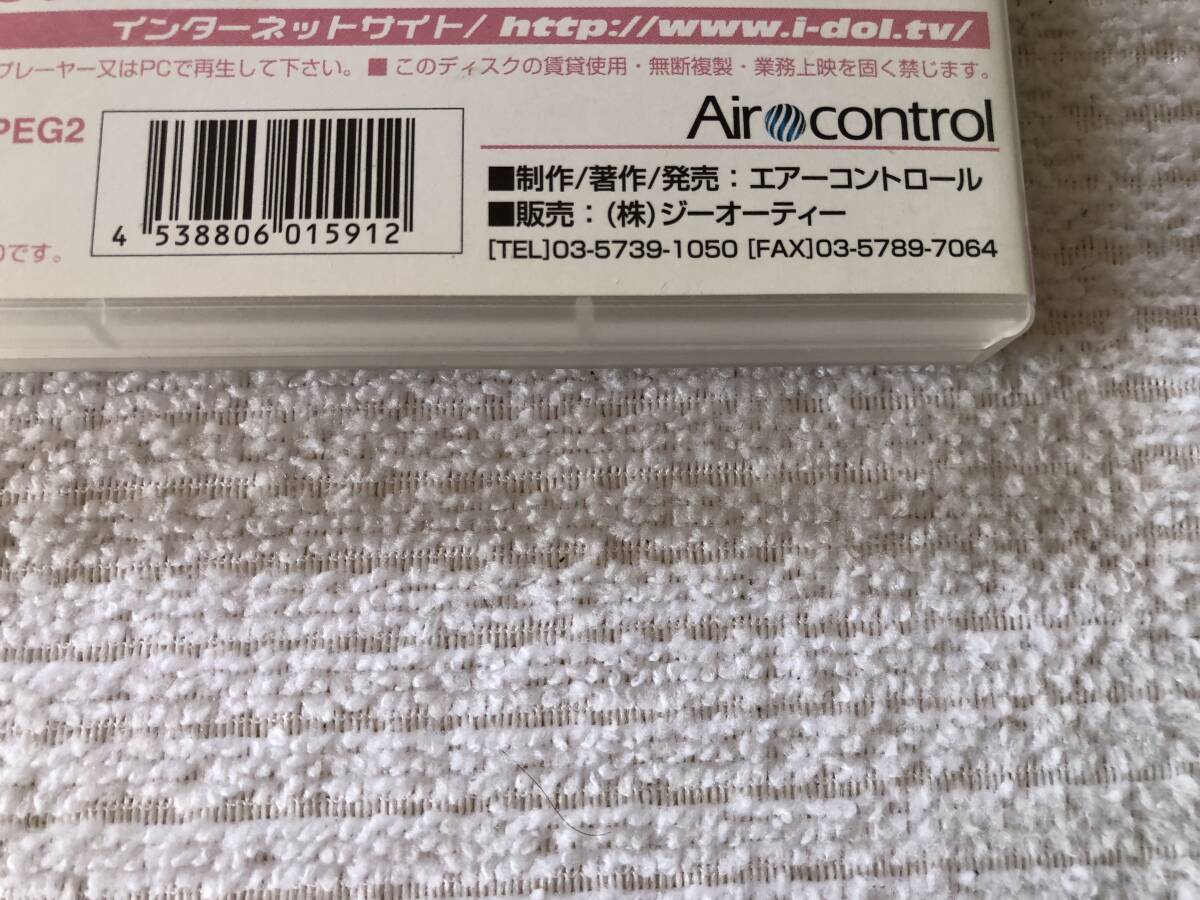 インターネットサイト/ http://www.i-dol.tv/
プレーヤー又はPCで再生して下さい。 ■ このディスクの賃貸使用・無断複製・業務上映を固く禁じます。
PEG2
Air control
■制作/著作/発売：エアーコントロール
■販売：(株)ジーオーティー
[TEL]03-5739-1050 [FAX]03-5789-7064
4 538806 015912
です。